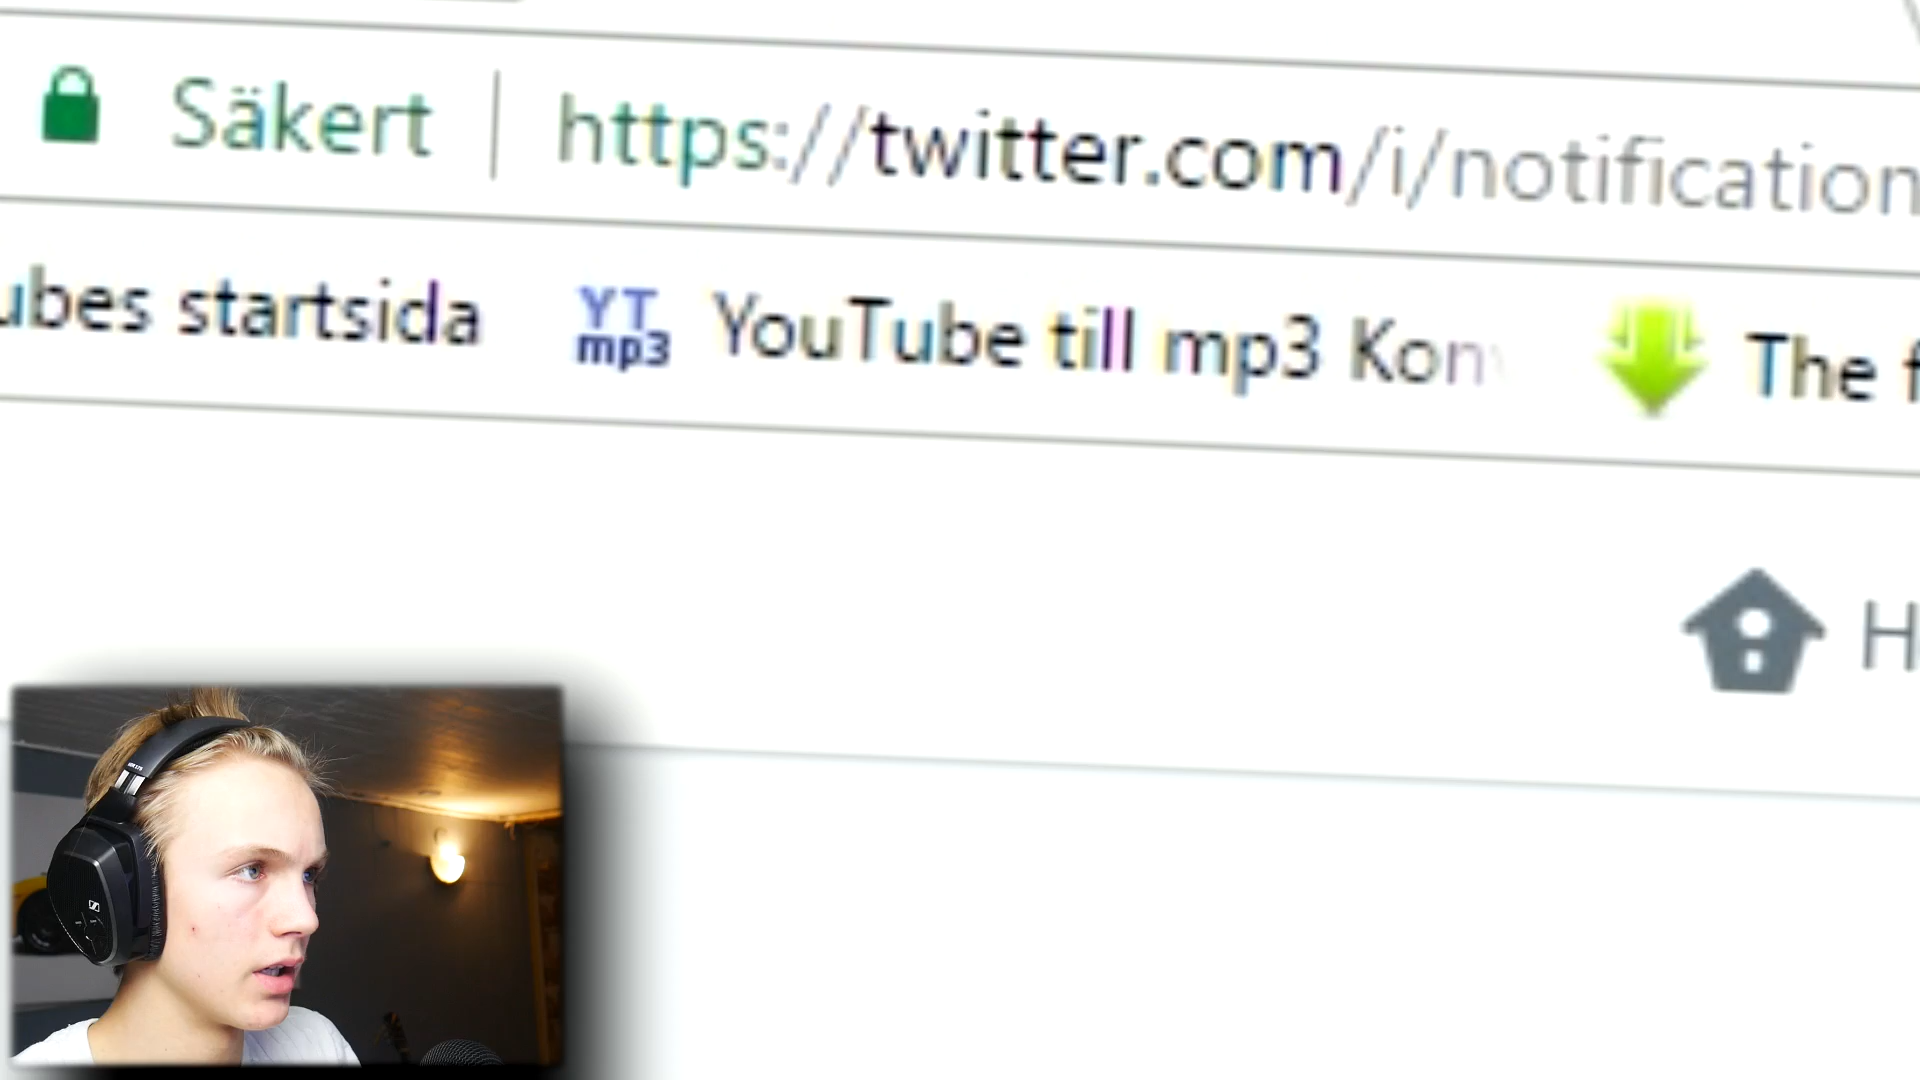 Säkert | https://twitter.com/i/notification
ubes startsida YT mp3 YouTube till mp3 Kon The f
H